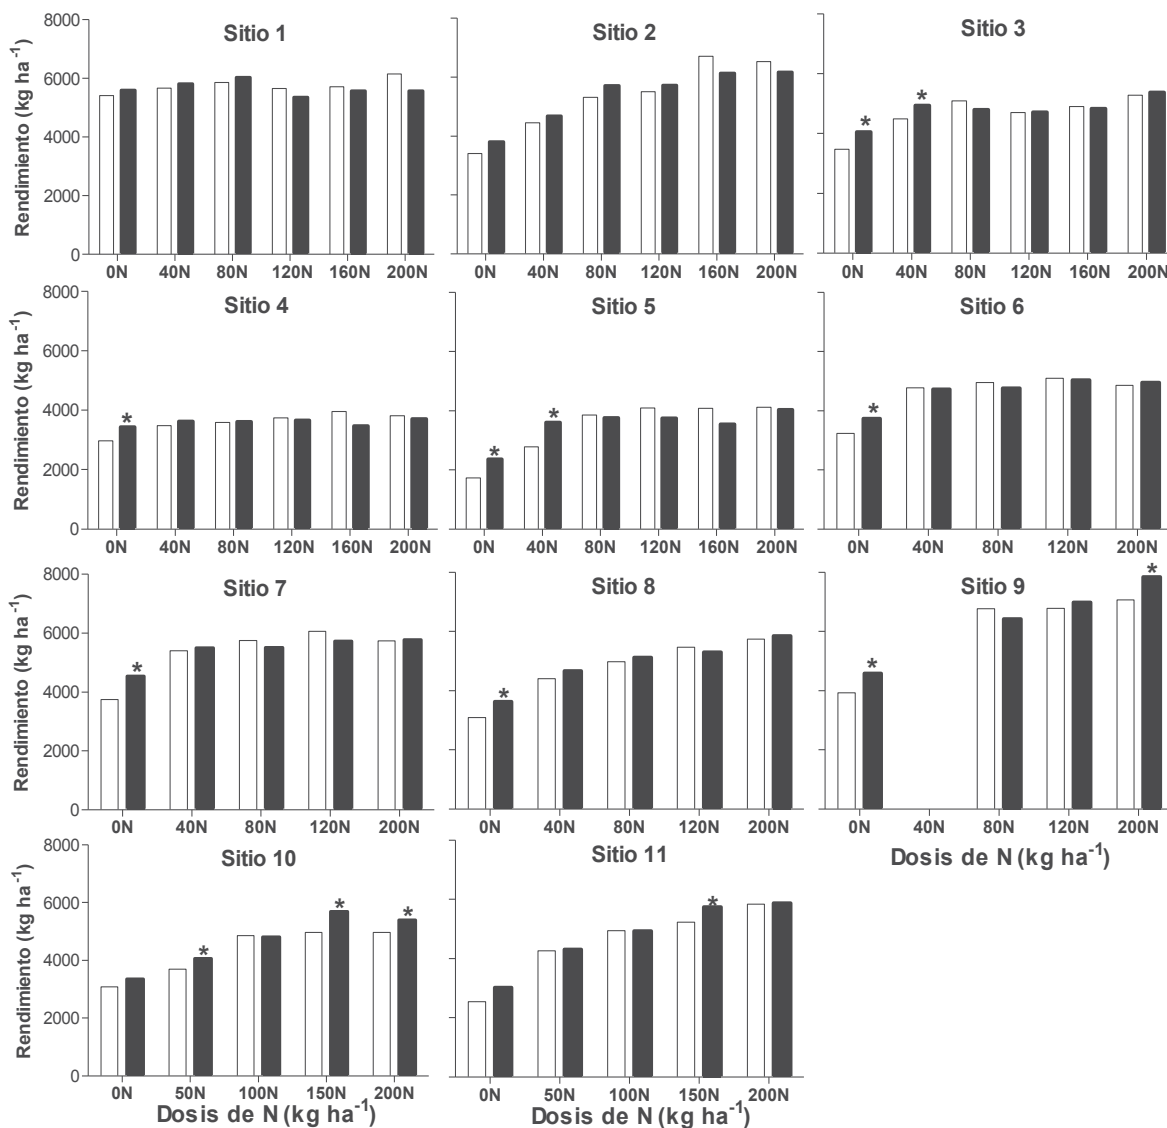 8000
6000
4000
2000
0
Rendimiento (kg ha⁻¹)
Sitio 1
0N 40N 80N 120N 160N 200N
Sitio 2
0N 40N 80N 120N 160N 200N
Sitio 3
* *
0N 40N 80N 120N 160N 200N
8000
6000
4000
2000
0
Rendimiento (kg ha⁻¹)
Sitio 4
*
0N 40N 80N 120N 160N 200N
Sitio 5
* *
0N 40N 80N 120N 160N 200N
Sitio 6
*
0N 40N 80N 120N 200N
8000
6000
4000
2000
0
Rendimiento (kg ha⁻¹)
Sitio 7
*
0N 40N 80N 120N 200N
Sitio 8
*
0N 40N 80N 120N 200N
Sitio 9
* *
0N 40N 80N 120N 200N
Dosis de N (kg ha⁻¹)
8000
6000
4000
2000
0
Rendimiento (kg ha⁻¹)
Sitio 10
* * *
0N 50N 100N 150N 200N
Dosis de N (kg ha⁻¹)
Sitio 11
*
0N 50N 100N 150N 200N
Dosis de N (kg ha⁻¹)